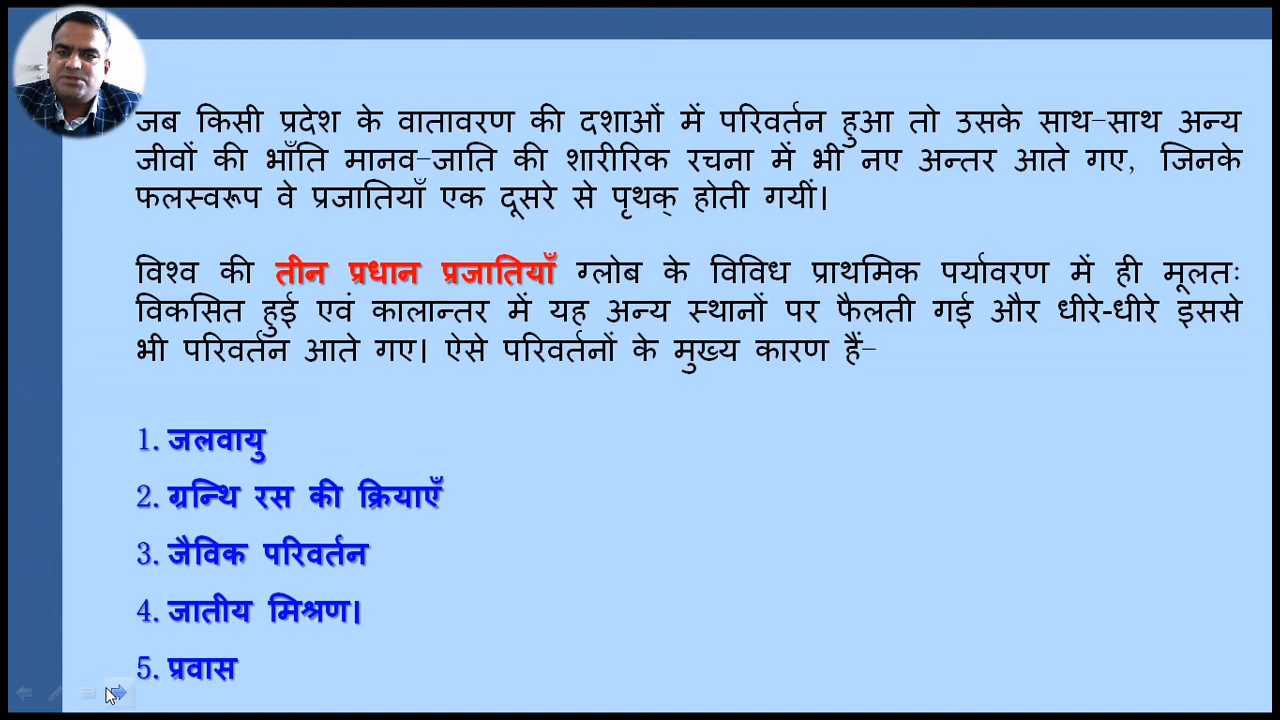 जब किसी प्रदेश के वातावरण की दशाओं में परिवर्तन हुआ तो उसके साथ-साथ अन्य
जीवों की भाँति मानव-जाति की शारीरिक रचना में भी नए अन्तर आते गए, जिनके
फलस्वरूप वे प्रजातियाँ एक दूसरे से पृथक् होती गयीं।
विश्व की तीन प्रधान प्रजातियाँ ग्लोब के विविध प्राथमिक पर्यावरण में ही मूलतः
विकसित हुई एवं कालान्तर में यह अन्य स्थानों पर फैलती गई और धीरे-धीरे इससे
भी परिवर्तन आते गए। ऐसे परिवर्तनों के मुख्य कारण हैं-
1. जलवायु
2. ग्रन्थि रस की क्रियाएँ
3. जैविक परिवर्तन
4. जातीय मिश्रण।
5. प्रवास